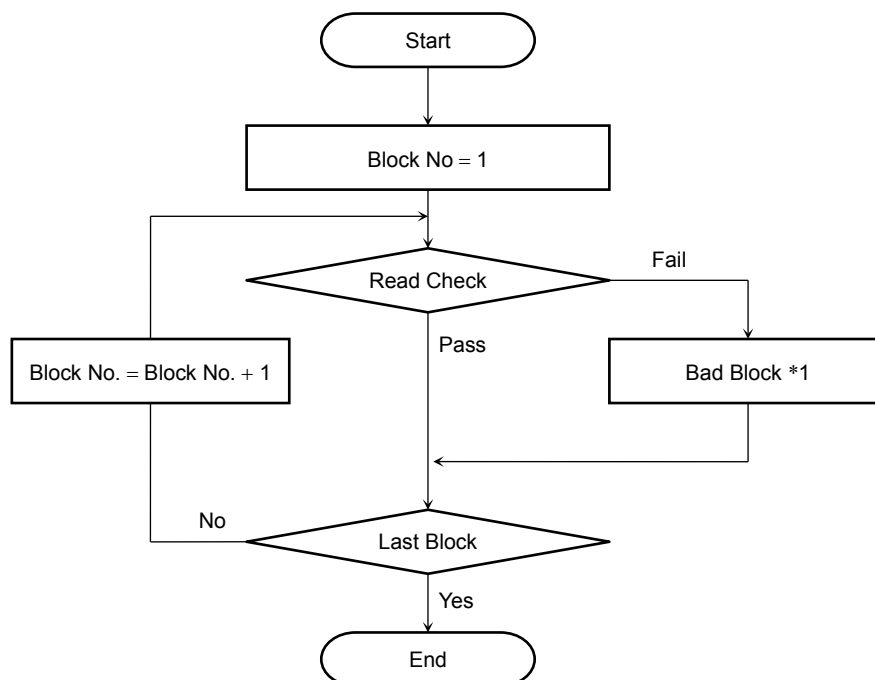 Start
Block No = 1
Read Check
Fail
Pass
Block No. = Block No. + 1
Bad Block *1
No
Last Block
Yes
End